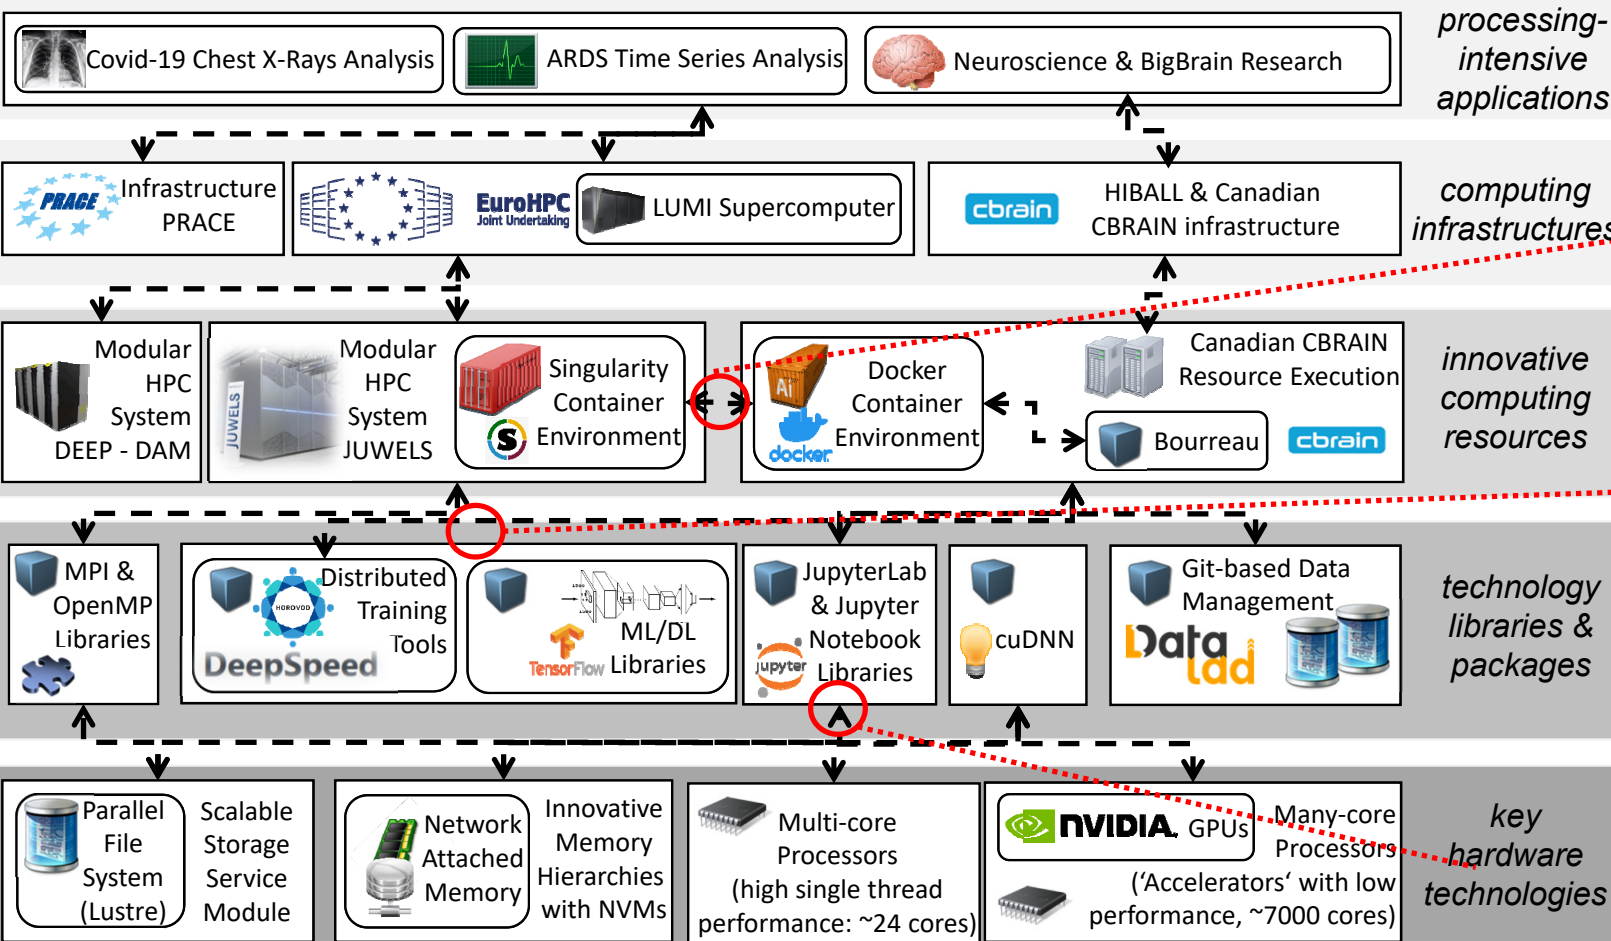 processing-
intensive
applications
Covid-19 Chest X-Rays Analysis
ARDS Time Series Analysis
Neuroscience & BigBrain Research
computing
infrastructures
PRACE
Infrastructure
PRACE
EuroHPC
Joint Undertaking
LUMI Supercomputer
cbrain
HIBALL & Canadian
CBRAIN infrastructure
innovative
computing
resources
Modular
HPC
System
DEEP - DAM
JUWELS
Modular
HPC
System
JUWELS
Singularity
Container
Environment
S
Ai
docker
Docker
Container
Environment
Canadian CBRAIN
Resource Execution
Bourreau
cbrain
technology
libraries &
packages
MPI &
OpenMP
Libraries
HOROVOD
Distributed
Training
Tools
DeepSpeed
TensorFlow
ML/DL
Libraries
JupyterLab
& Jupyter
Notebook
Libraries
jupyter
cuDNN
Git-based Data
Management
DataLad
key
hardware
technologies
Parallel
File
System
(Lustre)
Scalable
Storage
Service
Module
Network
Attached
Memory
Innovative
Memory
Hierarchies
with NVMs
Multi-core
Processors
(high single thread
performance: ~24 cores)
NVIDIA. GPUs
Many-core
Processors
(‘Accelerators‘ with low
performance, ~7000 cores)